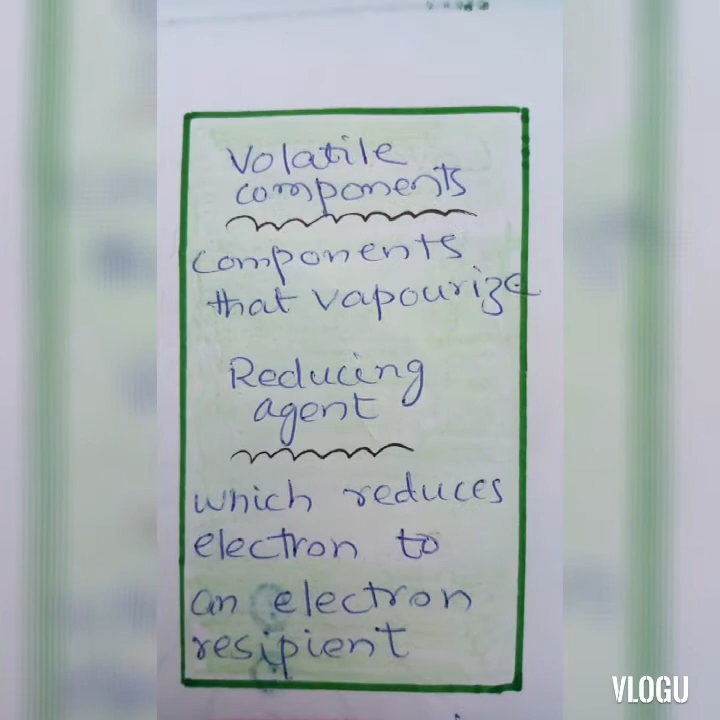 Volatile
components
components
that vapourize
Reducing
agent
which reduces
electron to
an electron
resipient
VLOGU